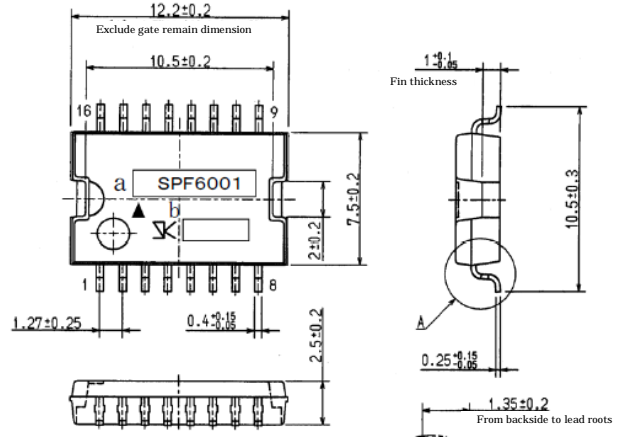 12.2±0.2
Exclude gate remain dimension
10.5±0.2
16
9
a
SPF6001
b
1
8
7.5±0.2
2±0.2
1.27±0.25
0.4+0.15-0.05
2.5±0.2
1+0.1-0.05
Fin thickness
10.5±0.3
A
0.25+0.15-0.05
1.35±0.2
From backside to lead roots